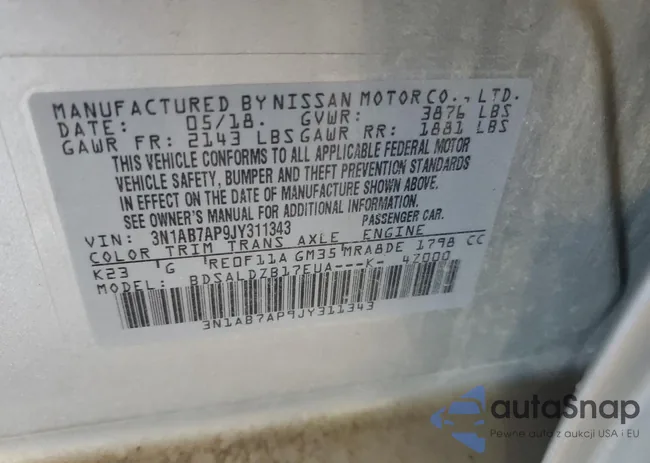 MANUFACTURED BY NISSAN MOTOR CO., LTD.
DATE: 05/18. GVWR: 3876 LBS
GAWR FR: 2143 LBS GAWR RR: 1881 LBS
THIS VEHICLE CONFORMS TO ALL APPLICABLE FEDERAL MOTOR
VEHICLE SAFETY, BUMPER AND THEFT PREVENTION STANDARDS
IN EFFECT ON THE DATE OF MANUFACTURE SHOWN ABOVE.
SEE OWNER'S MANUAL FOR ADDITIONAL INFORMATION.
VIN: 3N1AB7AP9JY311343 PASSENGER CAR.
COLOR TRIM TRANS AXLE ENGINE
K23 G RE0F11A GM35 MRA8DE 1798 CC
MODEL: BDSALDZB17EUA---K- 4Z000
3N1AB7AP9JY311343
autaSnap
Pewne auta z aukcji USA i EU